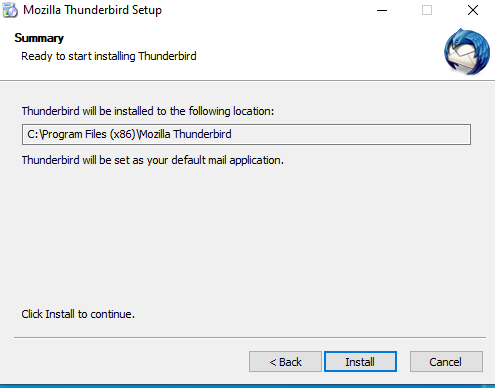 Mozilla Thunderbird Setup
Summary
Ready to start installing Thunderbird
Thunderbird will be installed to the following location:
C:\Program Files (x86)\Mozilla Thunderbird
Thunderbird will be set as your default mail application.
Click Install to continue.
< Back Install Cancel